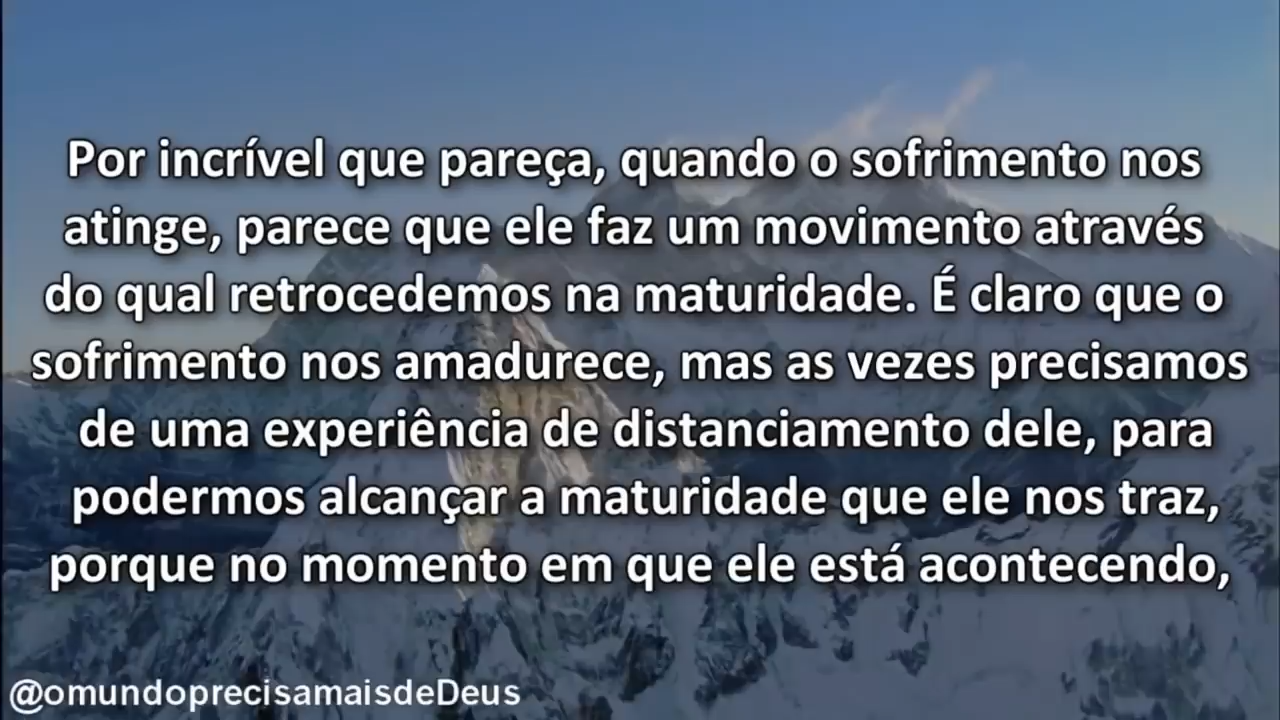 Por incrível que pareça, quando o sofrimento nos
atinge, parece que ele faz um movimento através
do qual retrocedemos na maturidade. É claro que o
sofrimento nos amadurece, mas as vezes precisamos
de uma experiência de distanciamento dele, para
podermos alcançar a maturidade que ele nos traz,
porque no momento em que ele está acontecendo,
@omundoprecisamaisdeDeus